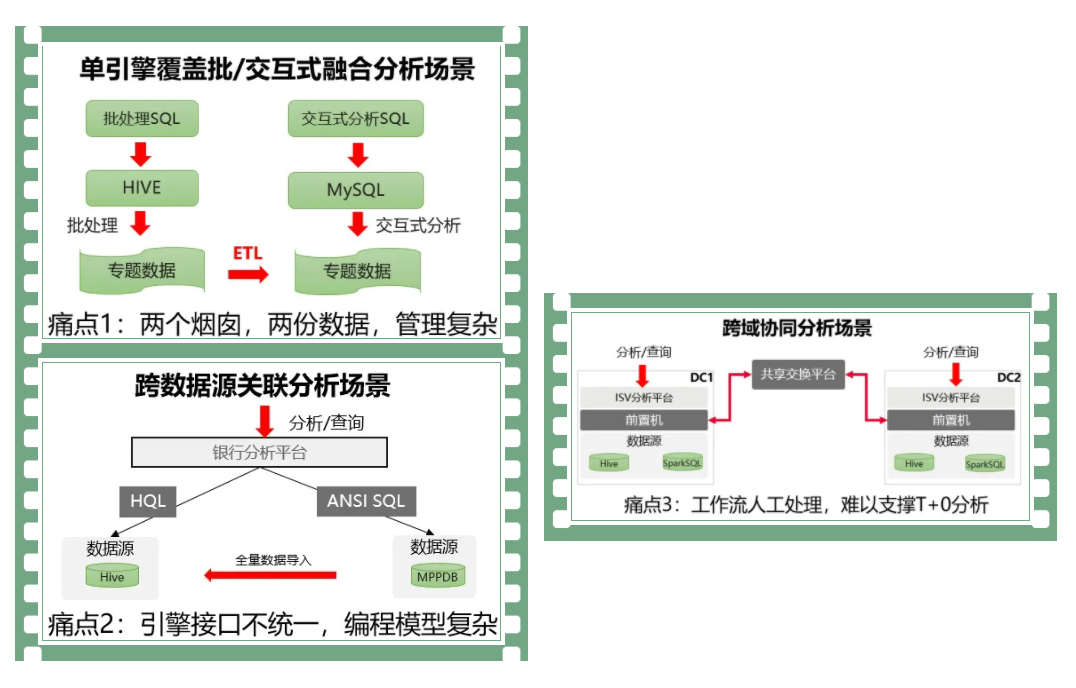 单引擎覆盖批/交互式融合分析场景
批处理SQL
交互式分析SQL
HIVE
MySQL
批处理
交互式分析
ETL
专题数据
专题数据
痛点1：两个烟囱，两份数据，管理复杂
跨数据源关联分析场景
分析/查询
银行分析平台
HQL
ANSI SQL
数据源
数据源
全量数据导入
Hive
MPPDB
痛点2：引擎接口不统一，编程模型复杂
跨域协同分析场景
分析/查询
分析/查询
DC1
共享交换平台
DC2
ISV分析平台
ISV分析平台
前置机
前置机
数据源
数据源
Hive
SparkSQL
Hive
SparkSQL
痛点3：工作流人工处理，难以支撑T+0分析